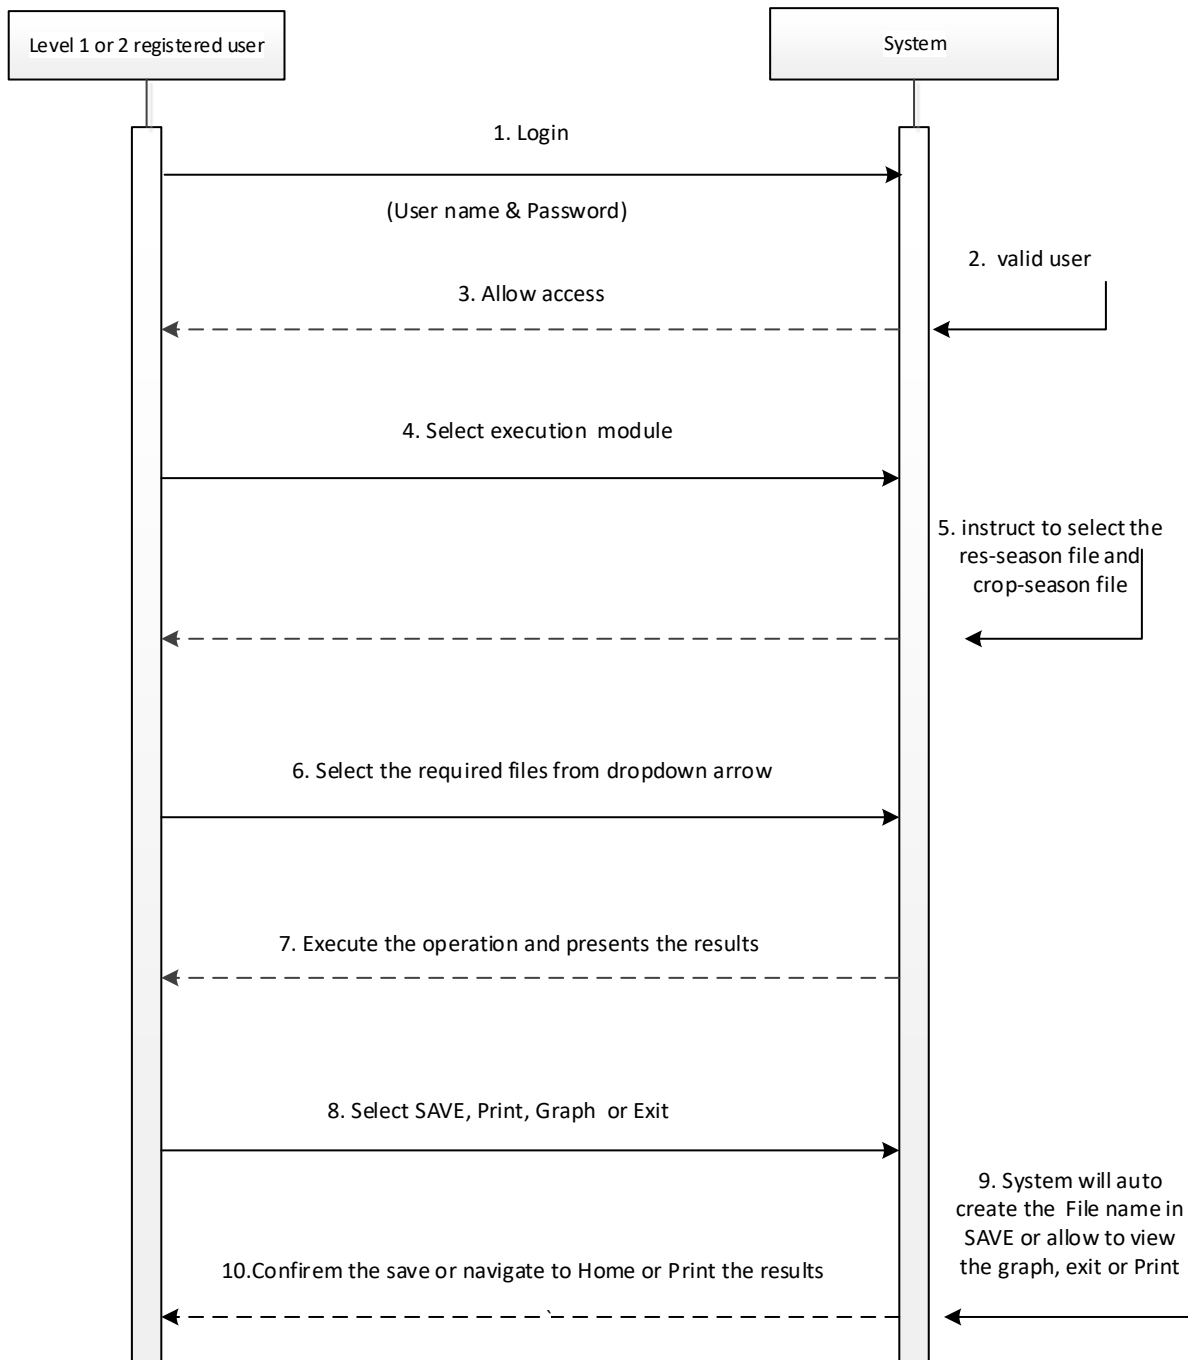 Level 1 or 2 registered user
System
1. Login
(User name & Password)
2. valid user
3. Allow access
4. Select execution module
5. instruct to select the
res-season file and
crop-season file
6. Select the required files from dropdown arrow
7. Execute the operation and presents the results
8. Select SAVE, Print, Graph or Exit
9. System will auto
create the File name in
SAVE or allow to view
the graph, exit or Print
10.Confirem the save or navigate to Home or Print the results
`